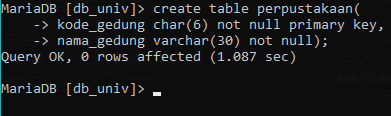 MariaDB [db_univ]> create table perpustakaan(
    -> kode_gedung char(6) not null primary key,
    -> nama_gedung varchar(30) not null);
Query OK, 0 rows affected (1.087 sec)
MariaDB [db_univ]>